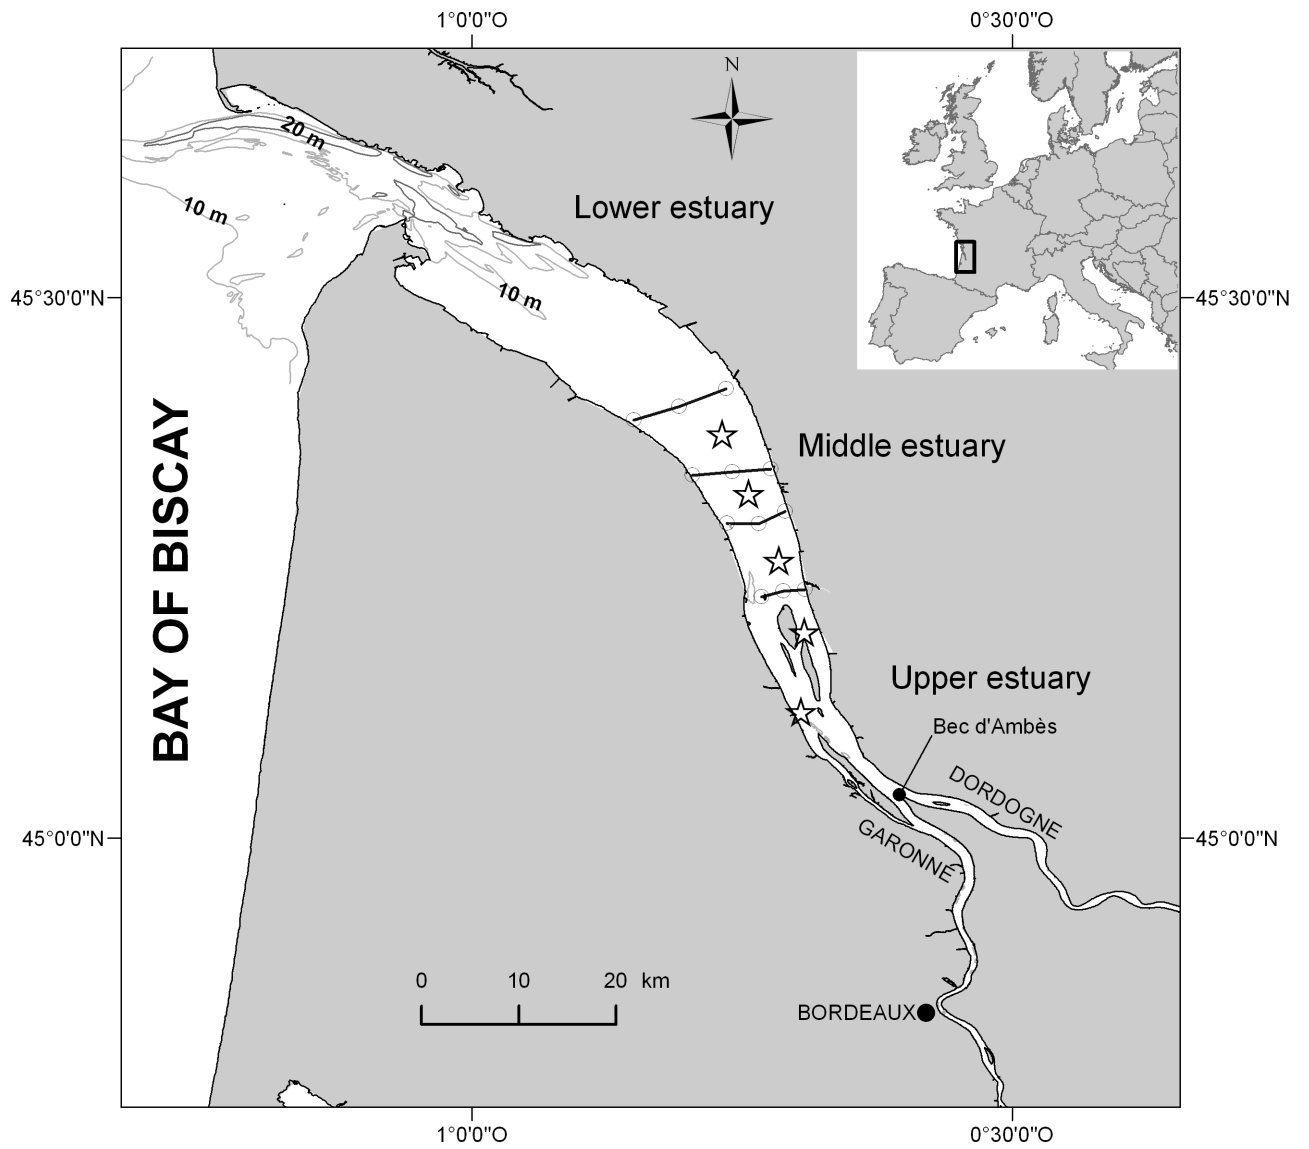 1°0'0"O
0°30'0"O
N
20 m
Lower estuary
10 m
45°30'0"N
10 m
45°30'0"N
BAY OF BISCAY
Middle estuary
Upper estuary
Bec d'Ambès
DORDOGNE
GARONNE
45°0'0"N
45°0'0"N
0 10 20 km
BORDEAUX
1°0'0"O
0°30'0"O